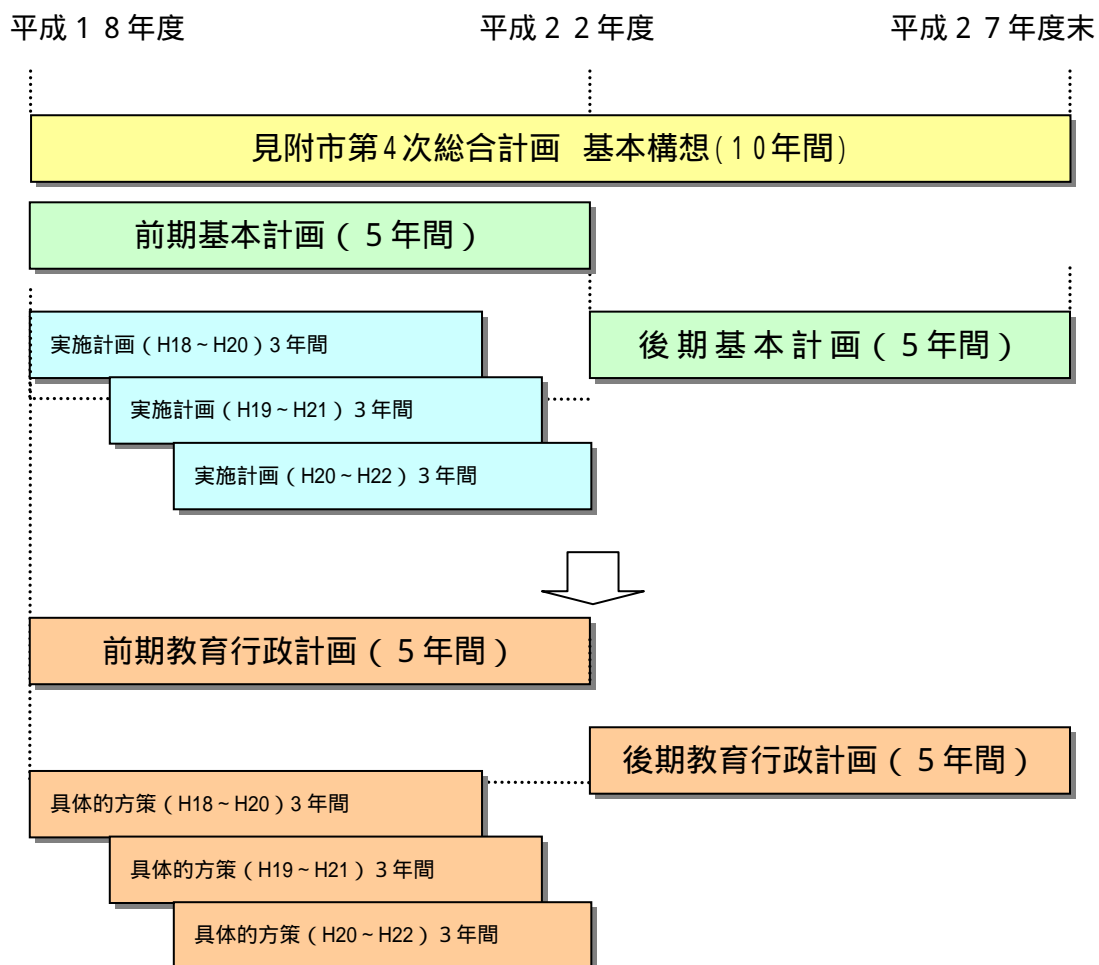 平成１８年度　平成２２年度　平成２７年度末
見附市第4次総合計画 基本構想(１０年間)
前期基本計画（５年間）
実施計画（H18～H20）3 年間
後期基本計画（５年間）
実施計画（H19～H21）３年間
実施計画（H20～H22）３年間
前期教育行政計画（５年間）
後期教育行政計画（５年間）
具体的方策（H18～H20）3 年間
具体的方策（H19～H21）３年間
具体的方策（H20～H22）３年間